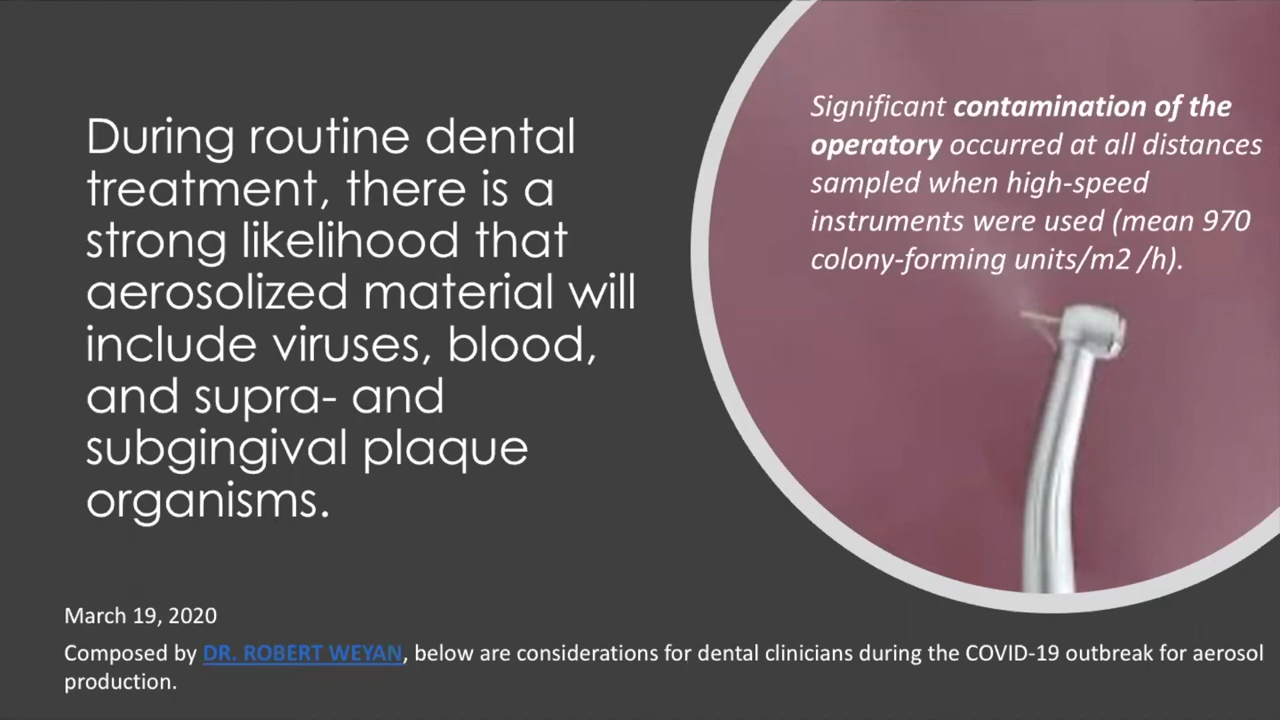 During routine dental
treatment, there is a
strong likelihood that
aerosolized material will
include viruses, blood,
and supra- and
subgingival plaque
organisms.
Significant contamination of the
operatory occurred at all distances
sampled when high-speed
instruments were used (mean 970
colony-forming units/m2 /h).
March 19, 2020
Composed by DR. ROBERT WEYAN, below are considerations for dental clinicians during the COVID-19 outbreak for aerosol
production.